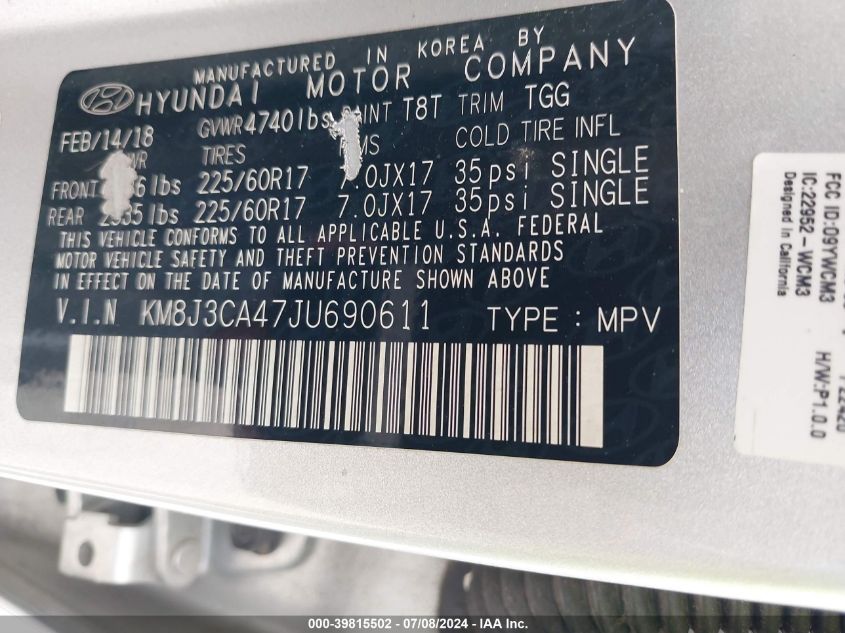 MANUFACTURED IN KOREA BY
HYUNDAI MOTOR COMPANY
FEB/14/18 GVWR 4740lbs T8T TRIM TGG
TIRES COLD TIRE INFL
FRONT lbs 225/60R17 7.0JX17 35psi SINGLE
REAR lbs 225/60R17 7.0JX17 35psi SINGLE
THIS VEHICLE CONFORMS TO ALL APPLICABLE U.S.A. FEDERAL
MOTOR VEHICLE SAFETY AND THEFT PREVENTION STANDARDS
IN EFFECT ON THE DATE OF MANUFACTURE SHOWN ABOVE
V.I.N KM8J3CA47JU690611 TYPE : MPV
FCC ID:O9YWCM3
IC:22952-WCM3
Designed in California
H/W:P1.0.0
000-39815502 - 07/08/2024 - IAA Inc.